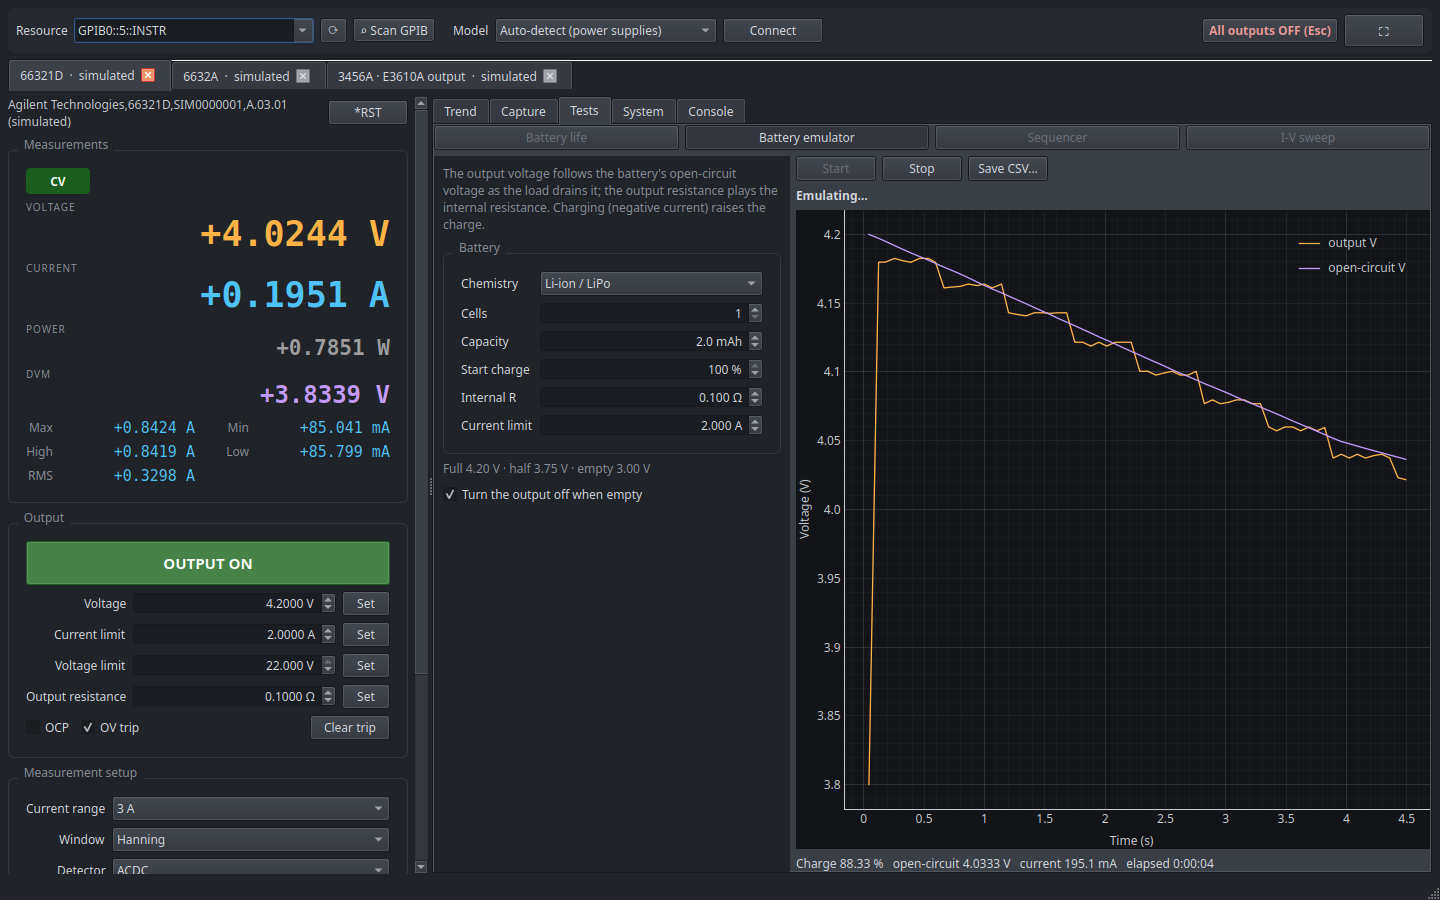 Resource GPIB0::5::INSTR ⟳ ⌕ Scan GPIB Model Auto-detect (power supplies) Connect All outputs OFF (Esc) ⛶
66321D · simulated 6632A · simulated 3456A · E3610A output · simulated
Agilent Technologies,66321D,SIM0000001,A.03.01
(simulated)
*RST
Measurements
CV
VOLTAGE
+4.0244 V
CURRENT
+0.1951 A
POWER
+0.7851 W
DVM
+3.8339 V
Max +0.8424 A Min +85.041 mA
High +0.8419 A Low +85.799 mA
RMS +0.3298 A
Output
OUTPUT ON
Voltage 4.2000 V Set
Current limit 2.0000 A Set
Voltage limit 22.000 V Set
Output resistance 0.1000 Ω Set
OCP OV trip Clear trip
Measurement setup
Current range 3 A
Window Hanning
Detector ACDC
Trend Capture Tests System Console
Battery life Battery emulator Sequencer I-V sweep
The output voltage follows the battery's open-circuit
voltage as the load drains it; the output resistance plays the
internal resistance. Charging (negative current) raises the
charge.
Battery
Chemistry Li-ion / LiPo
Cells 1
Capacity 2.0 mAh
Start charge 100 %
Internal R 0.100 Ω
Current limit 2.000 A
Full 4.20 V · half 3.75 V · empty 3.00 V
Turn the output off when empty
Start Stop Save CSV...
Emulating...
output V
open-circuit V
Voltage (V)
4.2
4.15
4.1
4.05
4.0
3.95
3.9
3.85
3.8
0 0.5 1 1.5 2 2.5 3 3.5 4 4.5
Time (s)
Charge 88.33 % open-circuit 4.0333 V current 195.1 mA elapsed 0:00:04